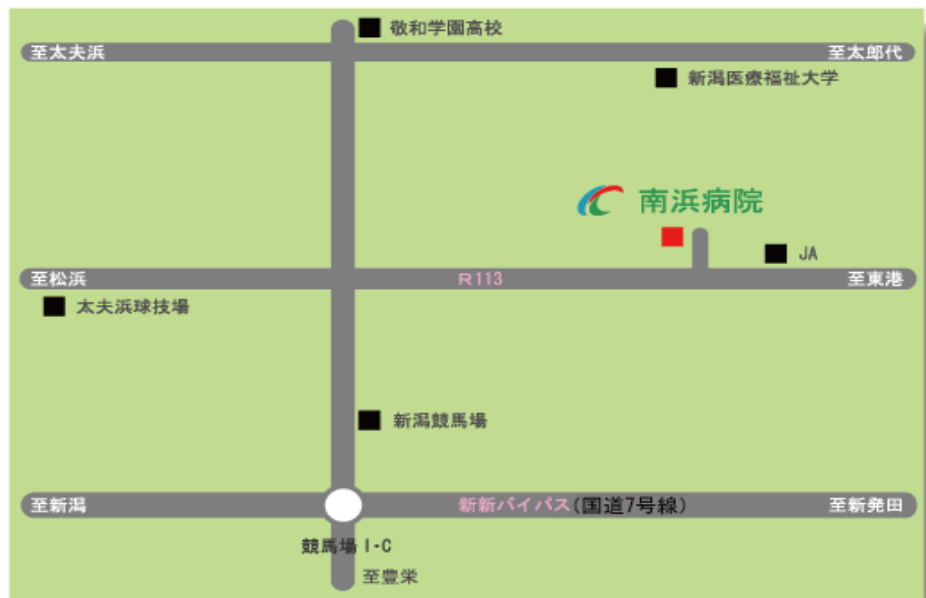 敬和学園高校
至太夫浜
至太郎代
新潟医療福祉大学
南浜病院
JA
至松浜
R113
至東港
太夫浜球技場
新潟競馬場
至新潟
新新バイパス(国道7号線)
至新発田
競馬場 I-C
至豊栄